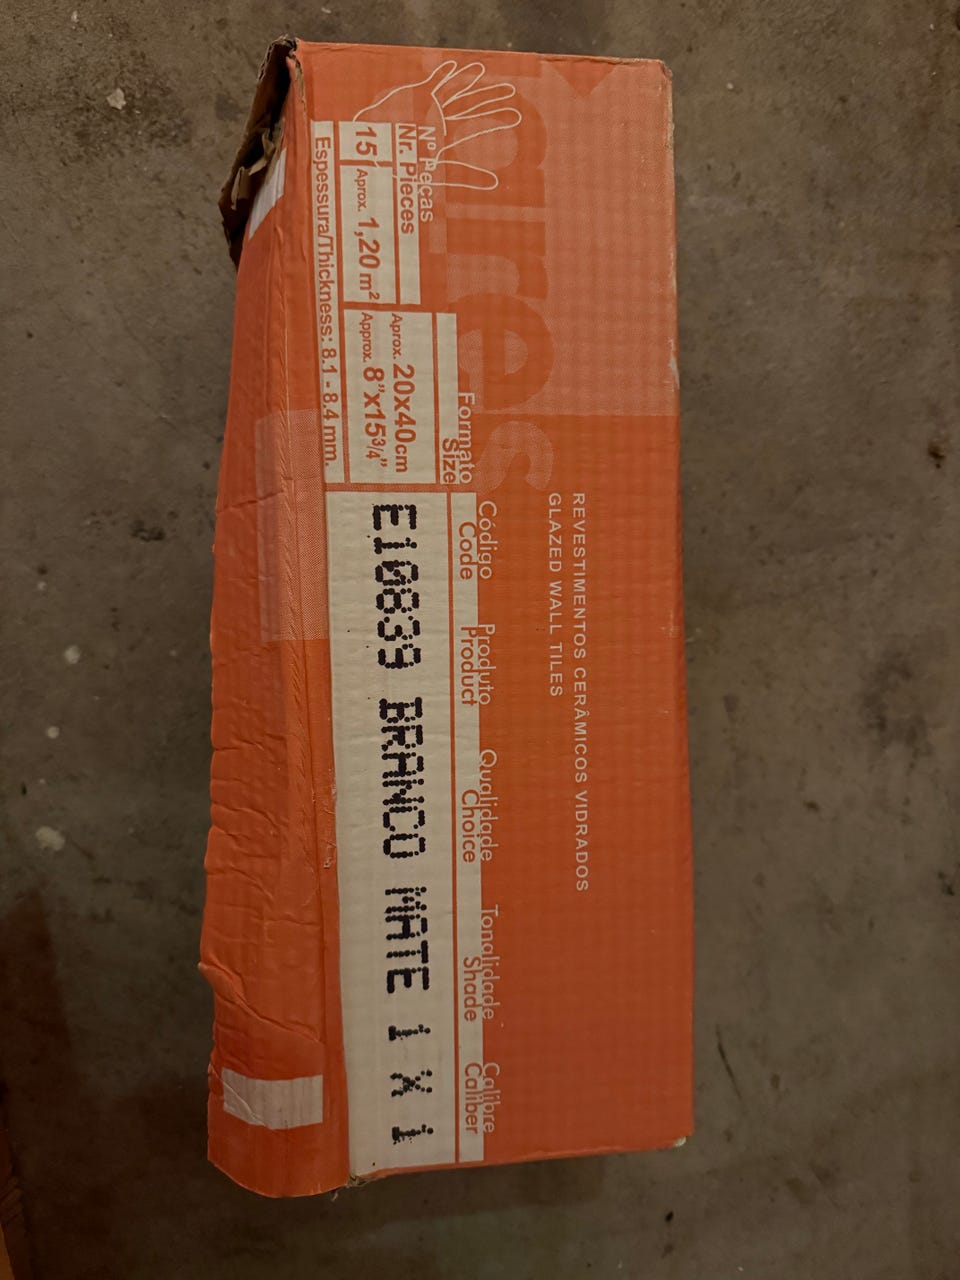 aires
REVESTIMENTOS CERÂMICOS VIDRADOS
GLAZED WALL TILES
Nº Peças
Nr. Pieces
15
Aprox. 1,20 m²
Formato
Size
Aprox. 20x40cm
Approx. 8"x15¾"
Espessura/Thickness: 8.1 - 8.4 mm.
Código Produto Qualidade Tonalidade Calibre
Code Product Choice Shade Caliber
E10839 BRANCO MATE 1 X 1